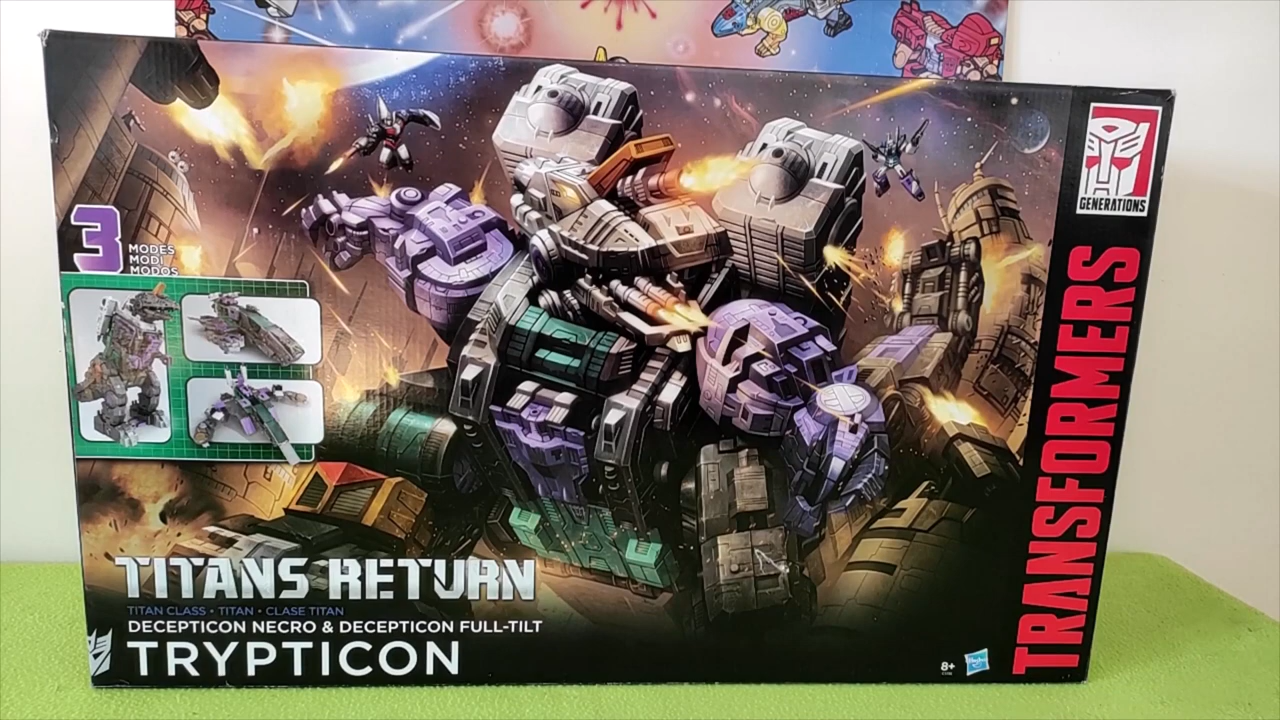 3
MODES
MODI
MODOS
GENERATIONS
TRANSFORMERS
TITANS RETURN
TITAN CLASS • TITAN • CLASE TITAN
DECEPTICON NECRO & DECEPTICON FULL-TILT
TRYPTICON
8+
Hasbro